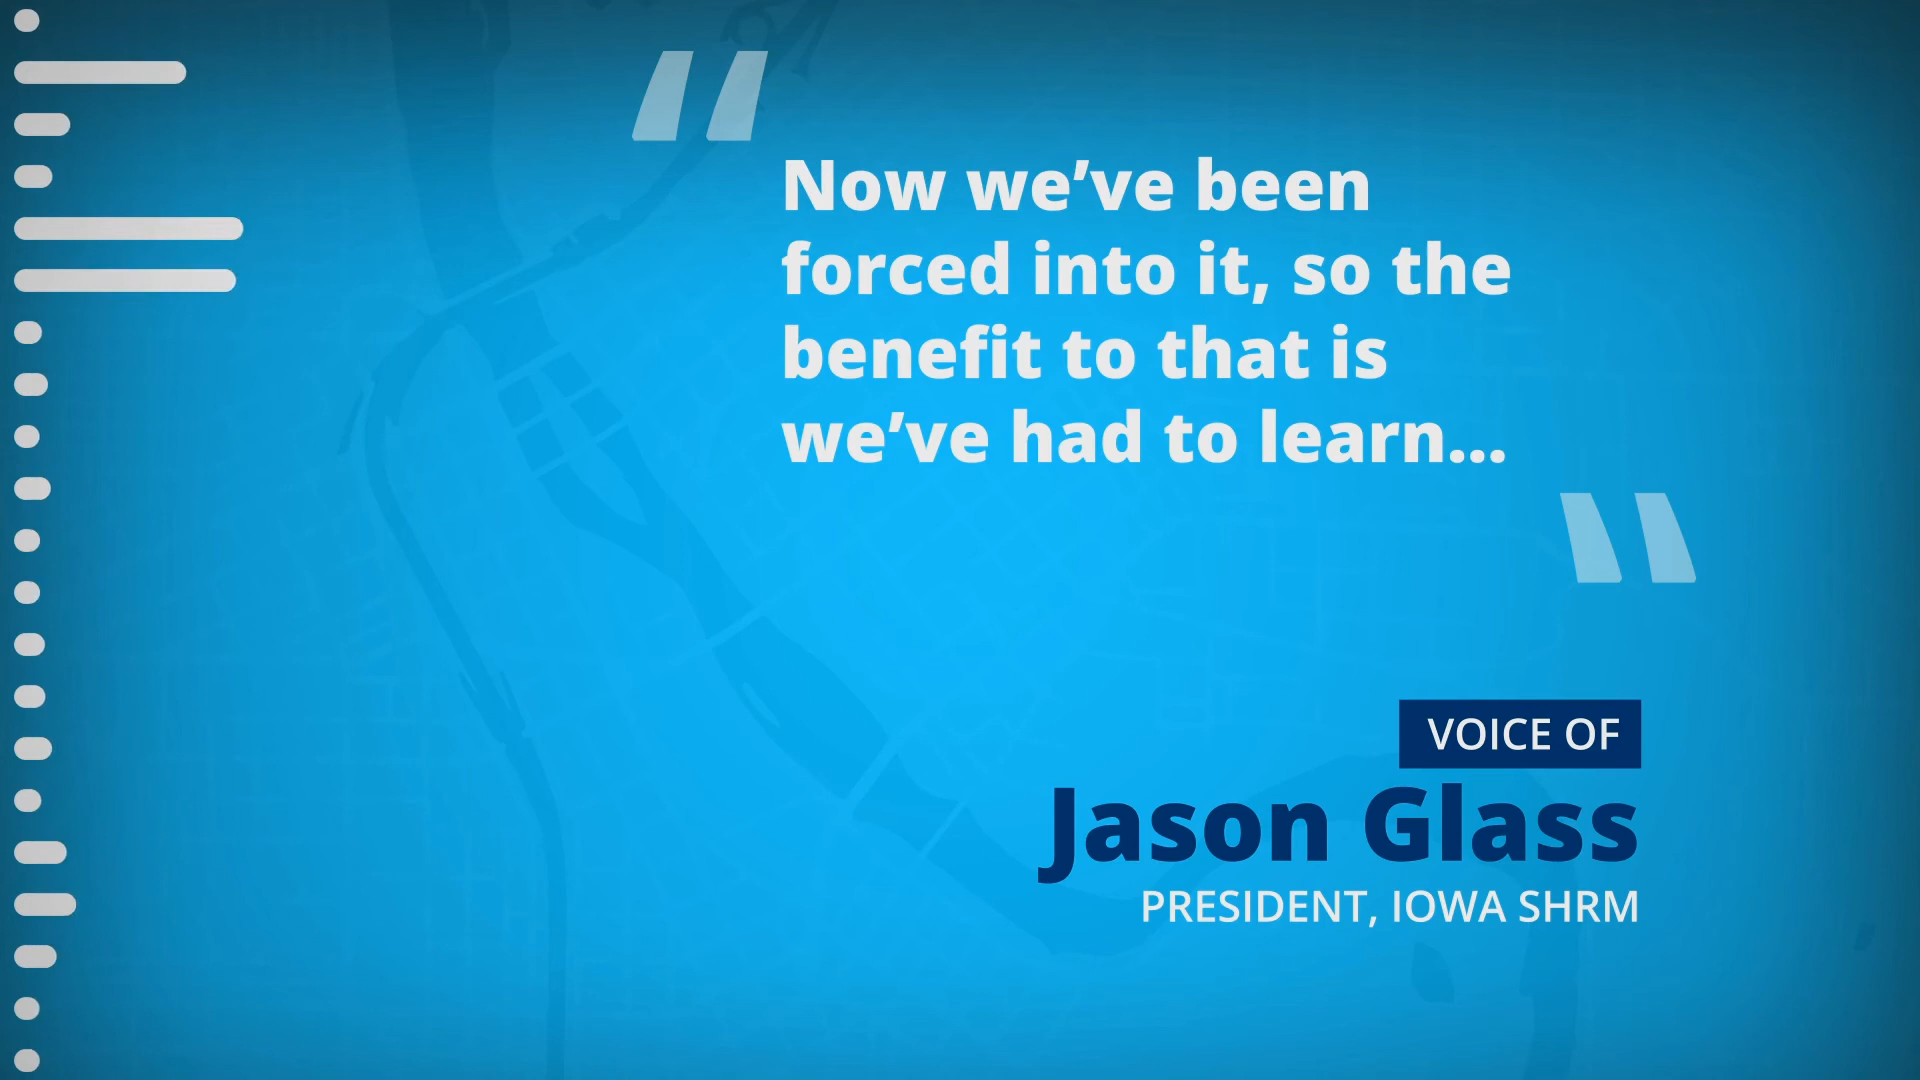 “
Now we’ve been
forced into it, so the
benefit to that is
we’ve had to learn...
”
VOICE OF
Jason Glass
PRESIDENT, IOWA SHRM